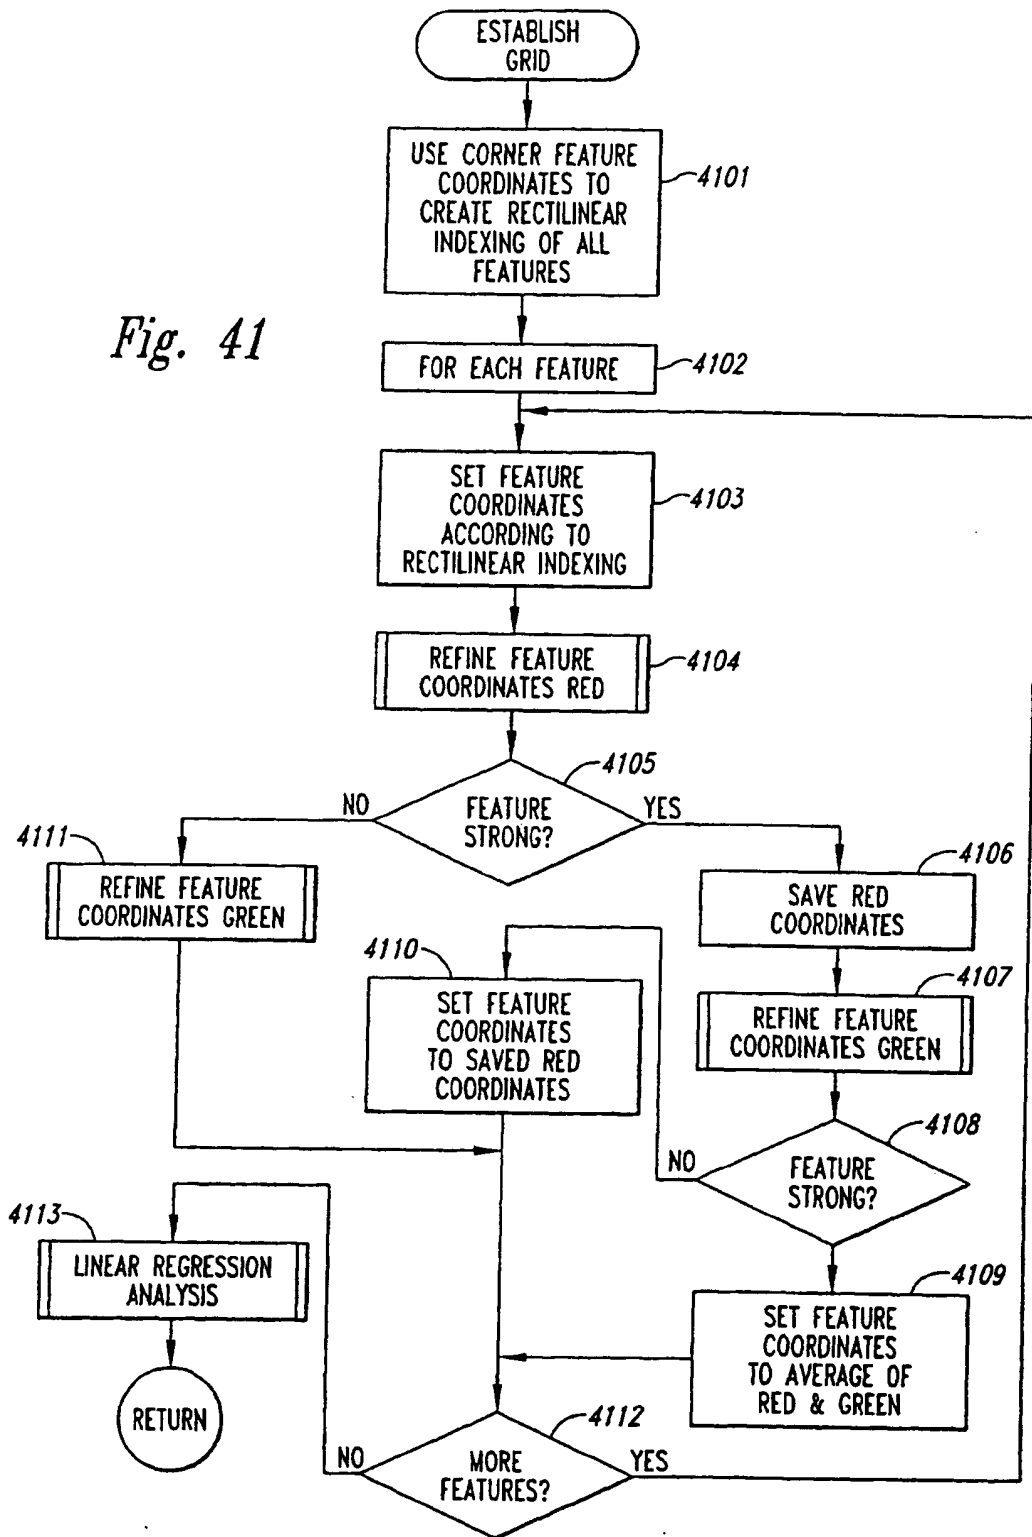 ESTABLISH
GRID
USE CORNER FEATURE
COORDINATES TO
CREATE RECTILINEAR
INDEXING OF ALL
FEATURES
4101
Fig. 41
FOR EACH FEATURE
4102
SET FEATURE
COORDINATES
ACCORDING TO
RECTILINEAR INDEXING
4103
REFINE FEATURE
COORDINATES RED
4104
4105
NO
FEATURE
STRONG?
YES
4111
REFINE FEATURE
COORDINATES GREEN
4106
SAVE RED
COORDINATES
4110
SET FEATURE
COORDINATES
TO SAVED RED
COORDINATES
4107
REFINE FEATURE
COORDINATES GREEN
4108
NO
FEATURE
STRONG?
4113
LINEAR REGRESSION
ANALYSIS
4109
SET FEATURE
COORDINATES
TO AVERAGE OF
RED & GREEN
RETURN
4112
NO
MORE
FEATURES?
YES